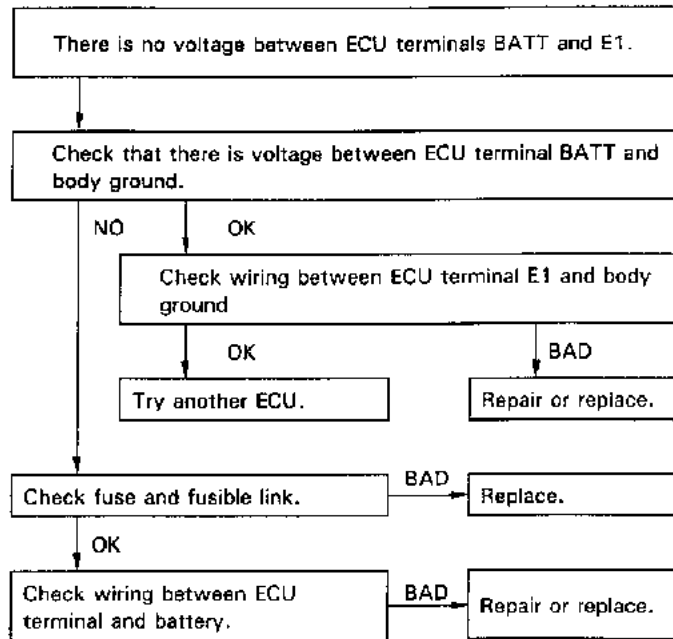 There is no voltage between ECU terminals BATT and E1.
Check that there is voltage between ECU terminal BATT and
body ground.
NO
OK
Check wiring between ECU terminal E1 and body
ground
OK
BAD
Try another ECU.
Repair or replace.
Check fuse and fusible link.
BAD
Replace.
OK
Check wiring between ECU
terminal and battery.
BAD
Repair or replace.